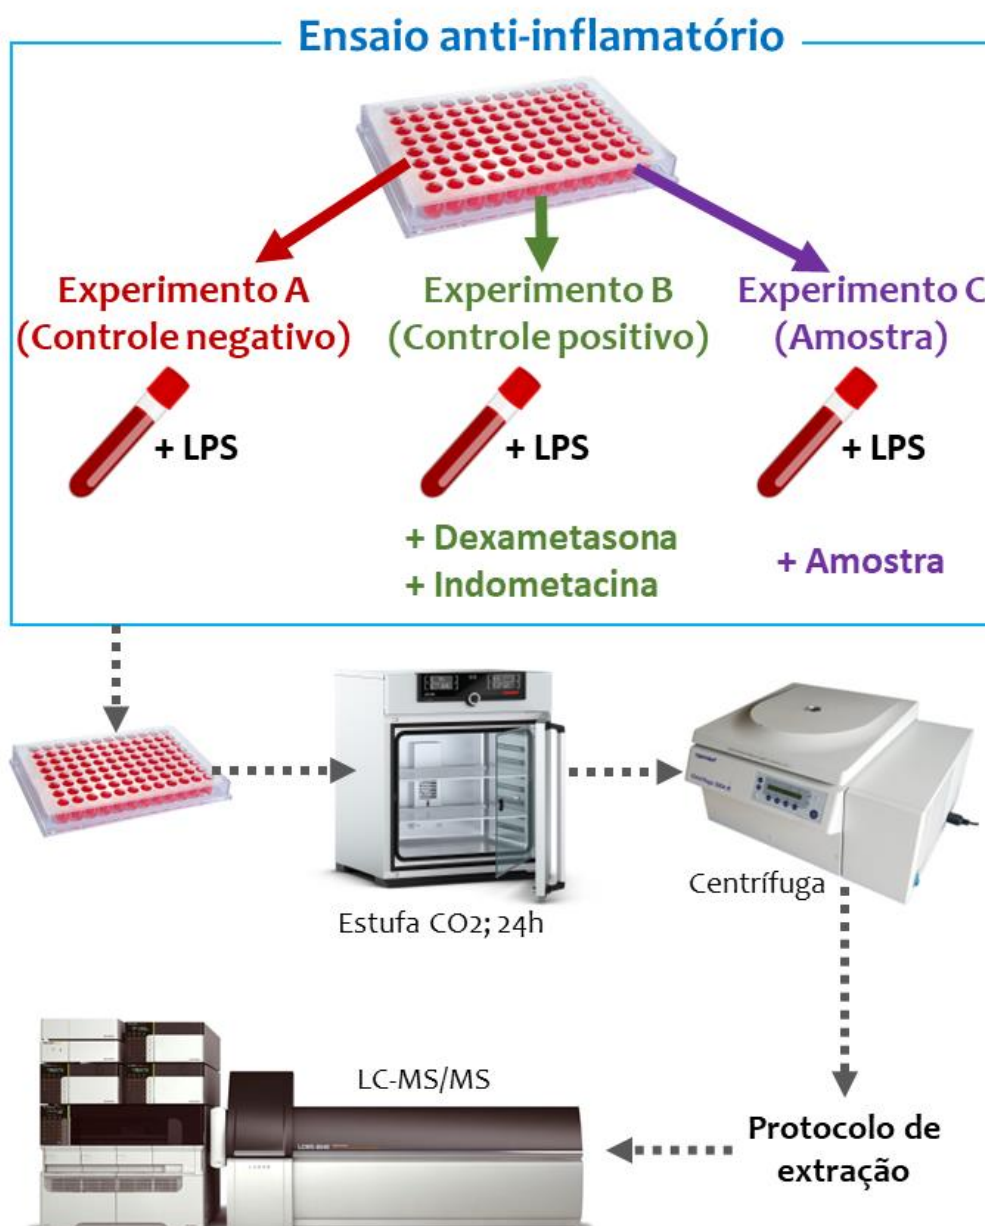 Ensaio anti-inflamatório
Experimento A
(Controle negativo)
Experimento B
(Controle positivo)
Experimento C
(Amostra)
+ LPS
+ LPS
+ LPS
+ Dexametasona
+ Indometacina
+ Amostra
Estufa CO2; 24h
Centrífuga
LC-MS/MS
Protocolo de
extração